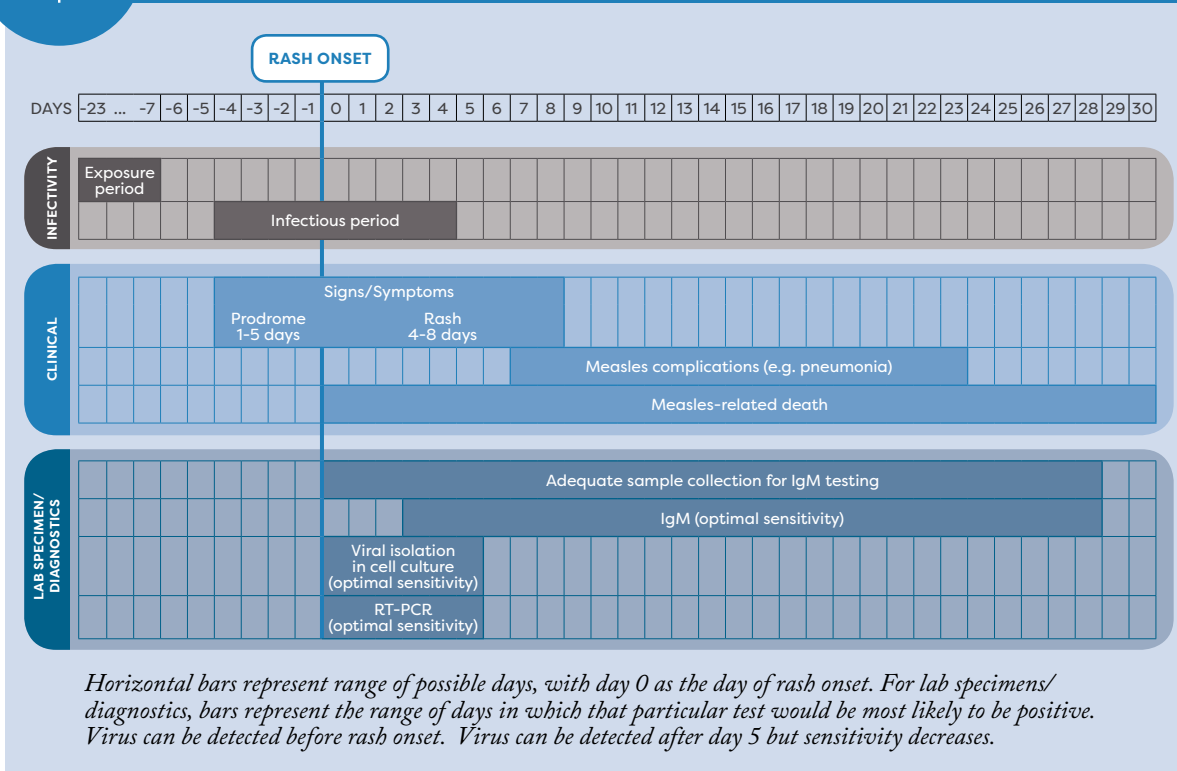 RASH ONSET
DAYS -23 ... -7 -6 -5 -4 -3 -2 -1 0 1 2 3 4 5 6 7 8 9 10 11 12 13 14 15 16 17 18 19 20 21 22 23 24 25 26 27 28 29 30
INFECTIVITY
Exposure
period
Infectious period
CLINICAL
Signs/Symptoms
Prodrome
1-5 days
Rash
4-8 days
Measles complications (e.g. pneumonia)
Measles-related death
LAB SPECIMEN/
DIAGNOSTICS
Adequate sample collection for IgM testing
IgM (optimal sensitivity)
Viral isolation
in cell culture
(optimal sensitivity)
RT-PCR
(optimal sensitivity)
Horizontal bars represent range of possible days, with day 0 as the day of rash onset. For lab specimens/
diagnostics, bars represent the range of days in which that particular test would be most likely to be positive.
Virus can be detected before rash onset.  Virus can be detected after day 5 but sensitivity decreases.